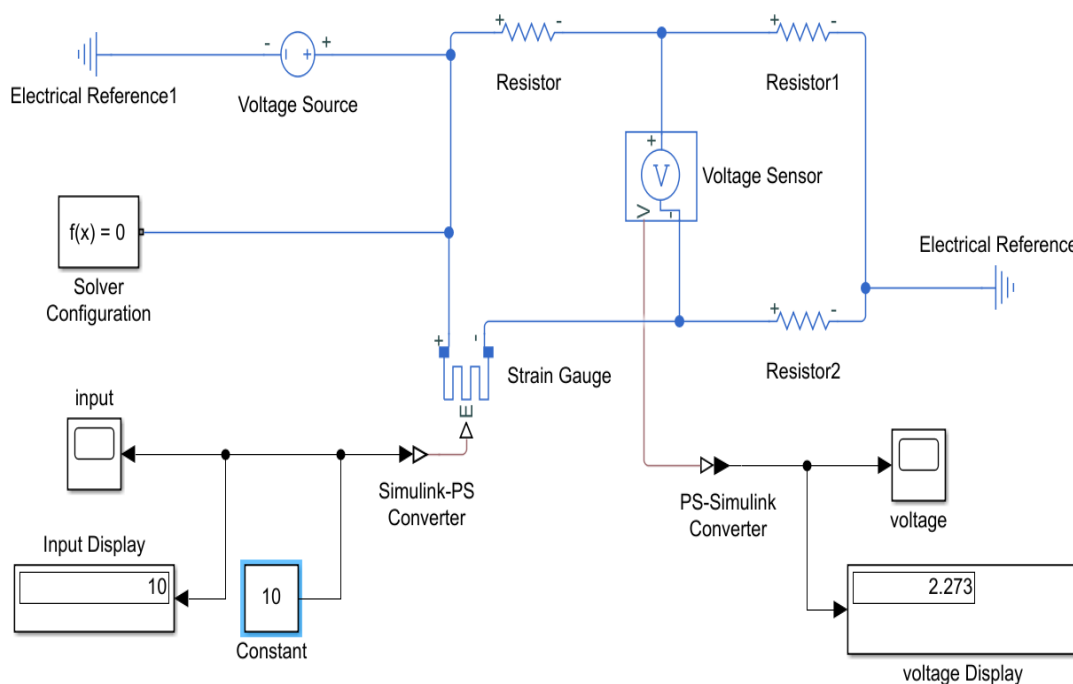 + - + -
- +
Electrical Reference1
Voltage Source
Resistor
Resistor1
+
V
Voltage Sensor
V -
f(x) = 0
Solver
Configuration
Electrical Reference
+ -
+ -
Strain Gauge
Resistor2
E
input
Simulink-PS
Converter
PS-Simulink
Converter
voltage
Input Display
10
10
Constant
2.273
voltage Display